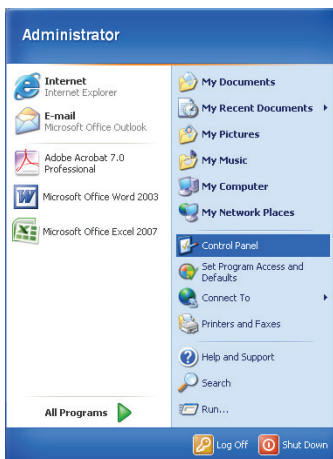 Administrator
Internet
Internet Explorer
E-mail
Microsoft Office Outlook
Adobe Acrobat 7.0
Professional
Microsoft Office Word 2003
Microsoft Office Excel 2007
All Programs
My Documents
My Recent Documents
My Pictures
My Music
My Computer
My Network Places
Control Panel
Set Program Access and
Defaults
Connect To
Printers and Faxes
Help and Support
Search
Run...
Log Off
Shut Down